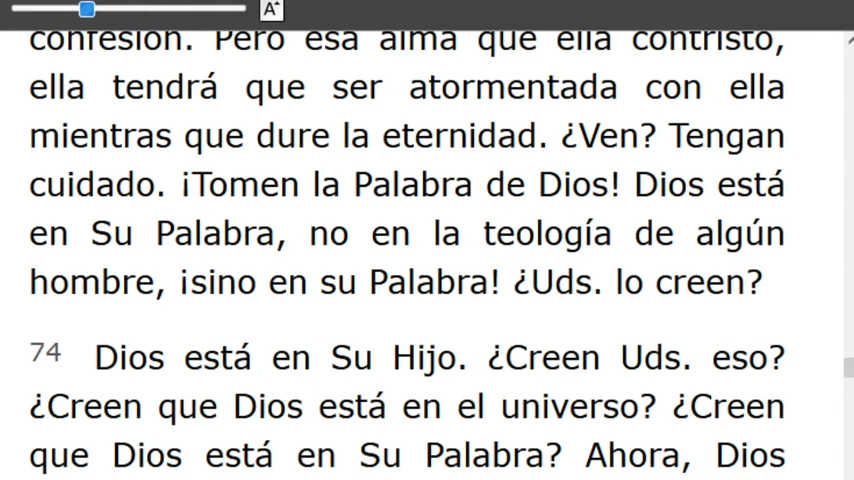 A
confesión. Pero esa alma que ella contristó,
ella tendrá que ser atormentada con ella
mientras que dure la eternidad. ¿Ven? Tengan
cuidado. ¡Tomen la Palabra de Dios! Dios está
en Su Palabra, no en la teología de algún
hombre, ¡sino en su Palabra! ¿Uds. lo creen?
74 Dios está en Su Hijo. ¿Creen Uds. eso?
¿Creen que Dios está en el universo? ¿Creen
que Dios está en Su Palabra? Ahora, Dios